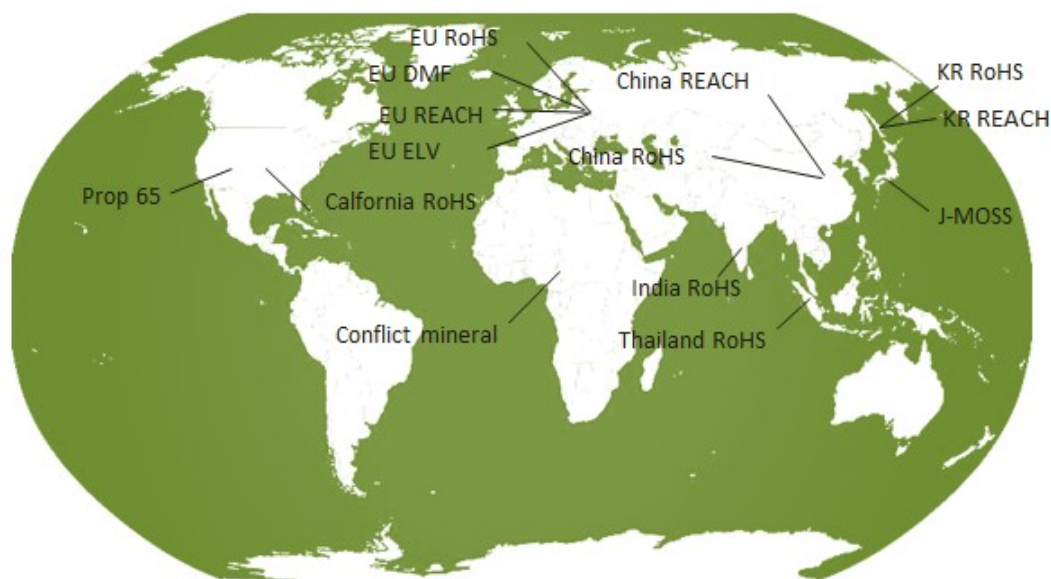 EU RoHS
EU DMF
EU REACH
EU ELV
China REACH
China RoHS
KR RoHS
KR REACH
J-MOSS
Prop 65
Calfornia RoHS
India RoHS
Thailand RoHS
Conflict mineral